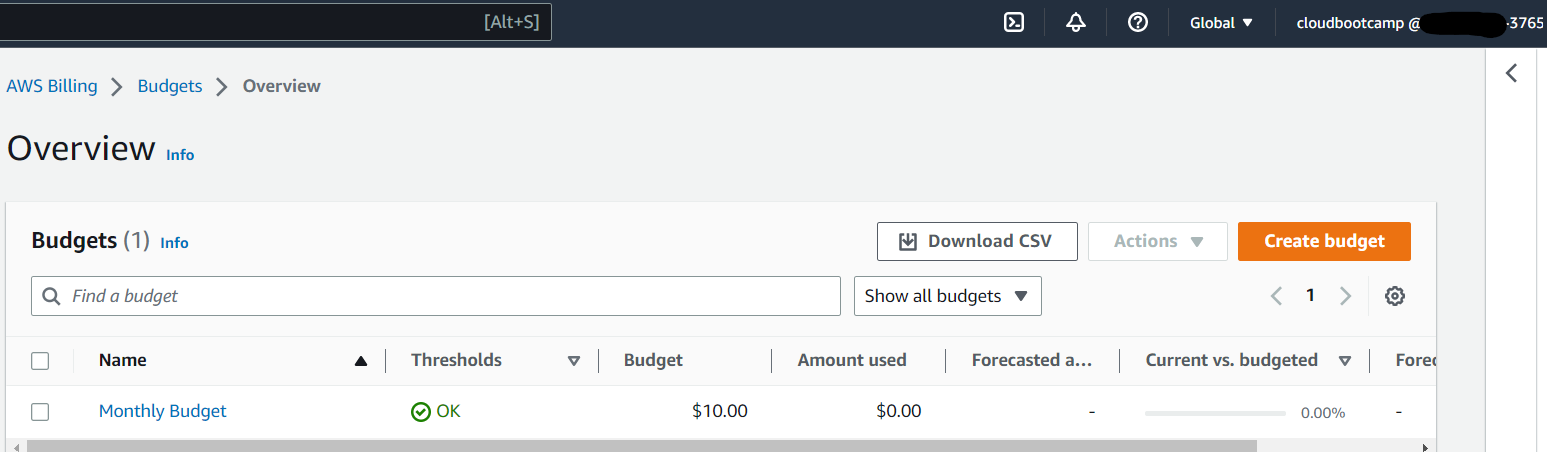 [Alt+S] Global cloudbootcamp @ -3765
AWS Billing Budgets Overview
Overview Info
Budgets (1) Info Download CSV Actions Create budget
Find a budget Show all budgets 1
Name Thresholds Budget Amount used Forecasted a... Current vs. budgeted Forec
Monthly Budget OK $10.00 $0.00 - 0.00% -